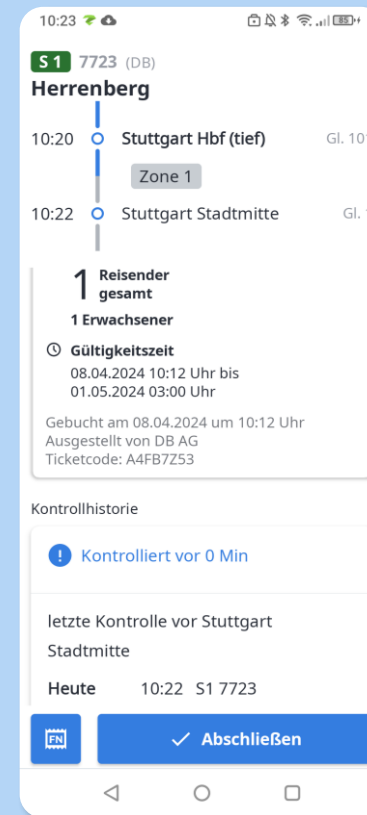 10:23 85
S 1 7723 (DB)
Herrenberg
10:20 Stuttgart Hbf (tief) Gl.
Zone 1
10:22 Stuttgart Stadtmitte Gl.
1 Reisender
gesamt
1 Erwachsener
Gültigkeitszeit
08.04.2024 10:12 Uhr bis
01.05.2024 03:00 Uhr
Gebucht am 08.04.2024 um 10:12 Uhr
Ausgestellt von DB AG
Ticketcode: A4FB7Z53
Kontrollhistorie
Kontrolliert vor 0 Min
letzte Kontrolle vor Stuttgart
Stadtmitte
Heute 10:22 S1 7723
FN Abschließen